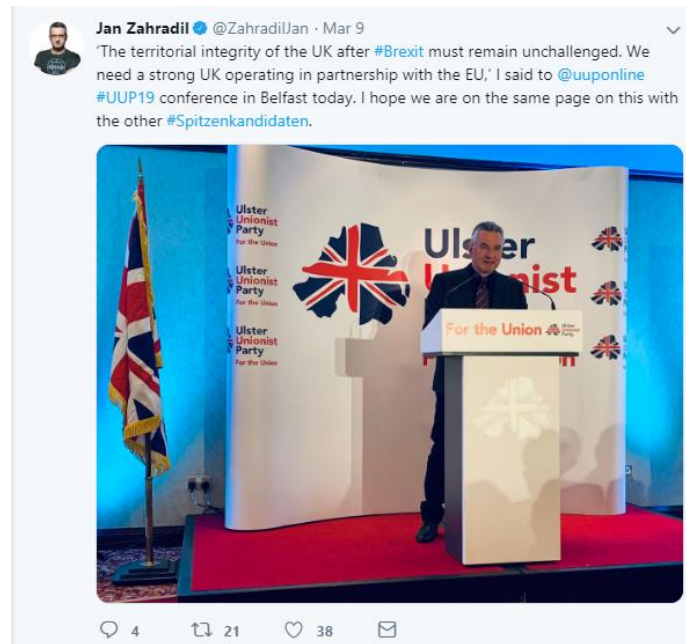 Jan Zahradil @ZahradilJan · Mar 9
'The territorial integrity of the UK after #Brexit must remain unchallenged. We
need a strong UK operating in partnership with the EU,' I said to @uuponline
#UUP19 conference in Belfast today. I hope we are on the same page on this with
the other #Spitzenkandidaten.
Ulster
Unionist
Party
For the Union
Ulster
Unionist
Party
For the Union
Ulster
Unionist
Party
For the Union
Uls er
U ist
For the Union
Ulster
Unionist
Party
4 21 38